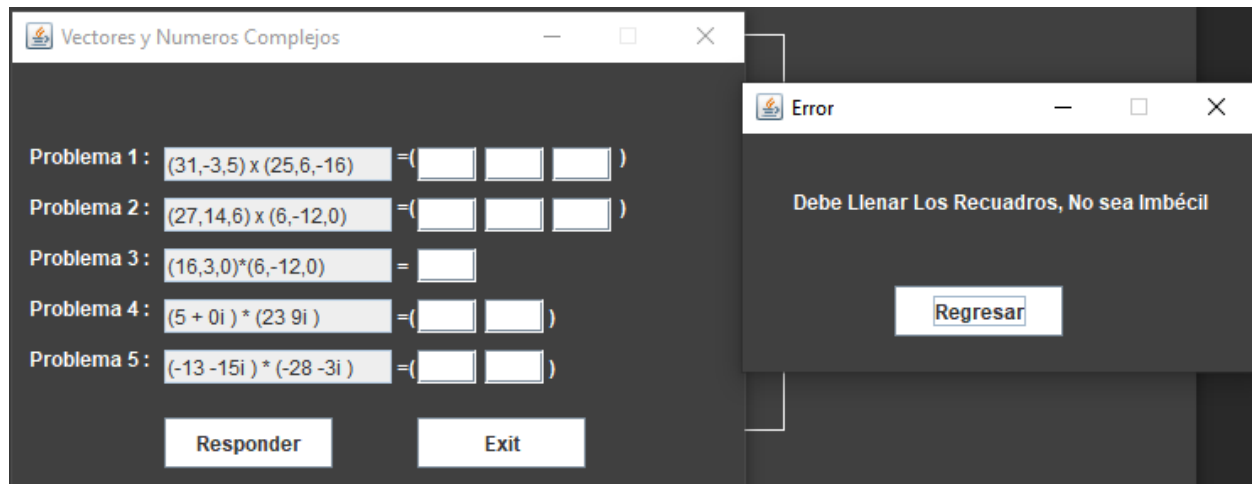 Vectores y Numeros Complejos
Problema 1 : (31,-3,5) x (25,6,-16) =( )
Problema 2 : (27,14,6) x (6,-12,0) =( )
Problema 3 : (16,3,0)*(6,-12,0) =
Problema 4 : (5 + 0i ) * (23 9i ) =( )
Problema 5 : (-13 -15i ) * (-28 -3i ) =( )
Responder Exit
Error
Debe Llenar Los Recuadros, No sea Imbécil
Regresar